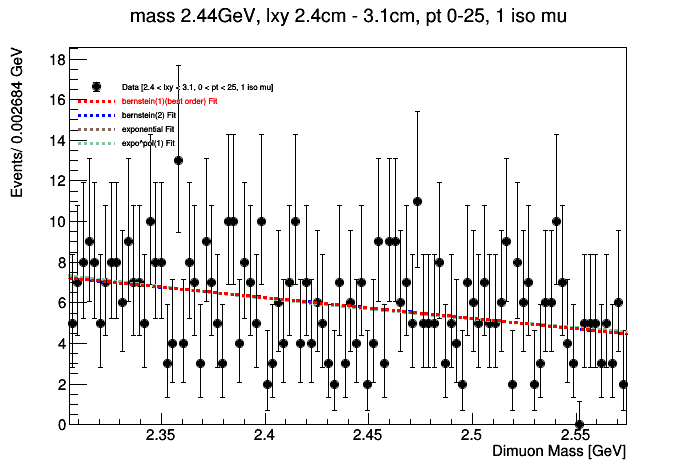 mass 2.44GeV, lxy 2.4cm - 3.1cm, pt 0-25, 1 iso mu
Events/ 0.002684 GeV
18
16
14
12
10
8
6
4
2
0
Data [2.4 < lxy < 3.1, 0 < pt < 25, 1 iso mu]
bernstein(1)(best order) Fit
bernstein(2) Fit
exponential Fit
expo*pol(1) Fit
2.35 2.4 2.45 2.5 2.55
Dimuon Mass [GeV]